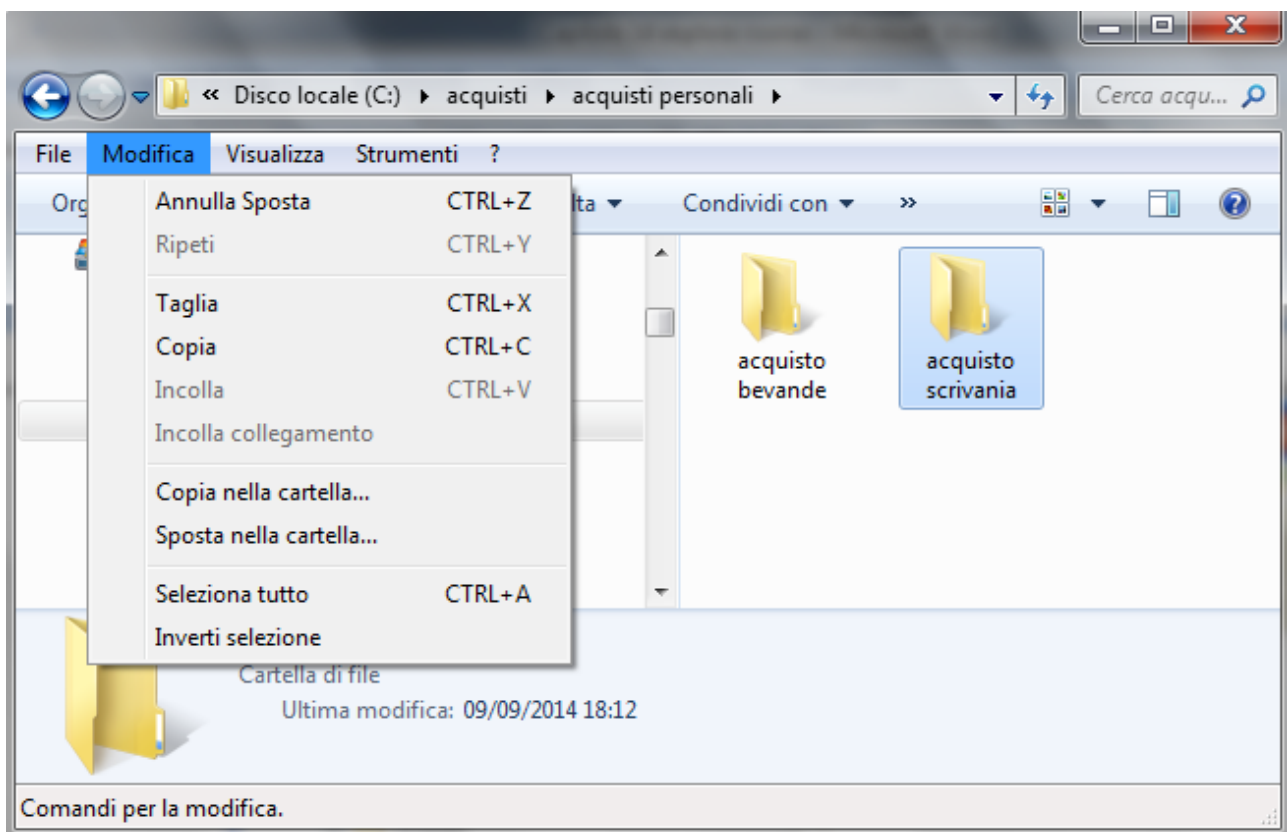 « Disco locale (C:) ▸ acquisti ▸ acquisti personali ▸
Cerca acqu...
File Modifica Visualizza Strumenti ?
Org
lta
Condividi con
»
Annulla Sposta CTRL+Z
Ripeti CTRL+Y
Taglia CTRL+X
Copia CTRL+C
Incolla CTRL+V
Incolla collegamento
Copia nella cartella...
Sposta nella cartella...
Seleziona tutto CTRL+A
Inverti selezione
acquisto
bevande
acquisto
scrivania
Cartella di file
Ultima modifica: 09/09/2014 18:12
Comandi per la modifica.